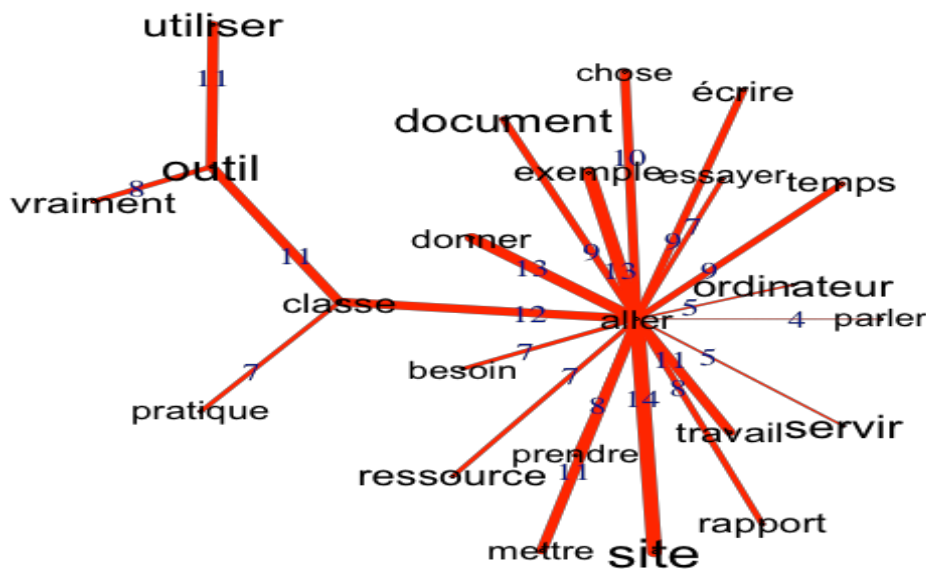 utiliser
11
chose
écrire
document
10
outil
exemple
essayer
temps
8
vraiment
7
donner
9
9
11
13
13
9
ordinateur
classe
12
aller
5
4
parler
7
besoin
7
7
11
5
8
8
14
pratique
travail
servir
prendre
ressource
11
rapport
mettre
site